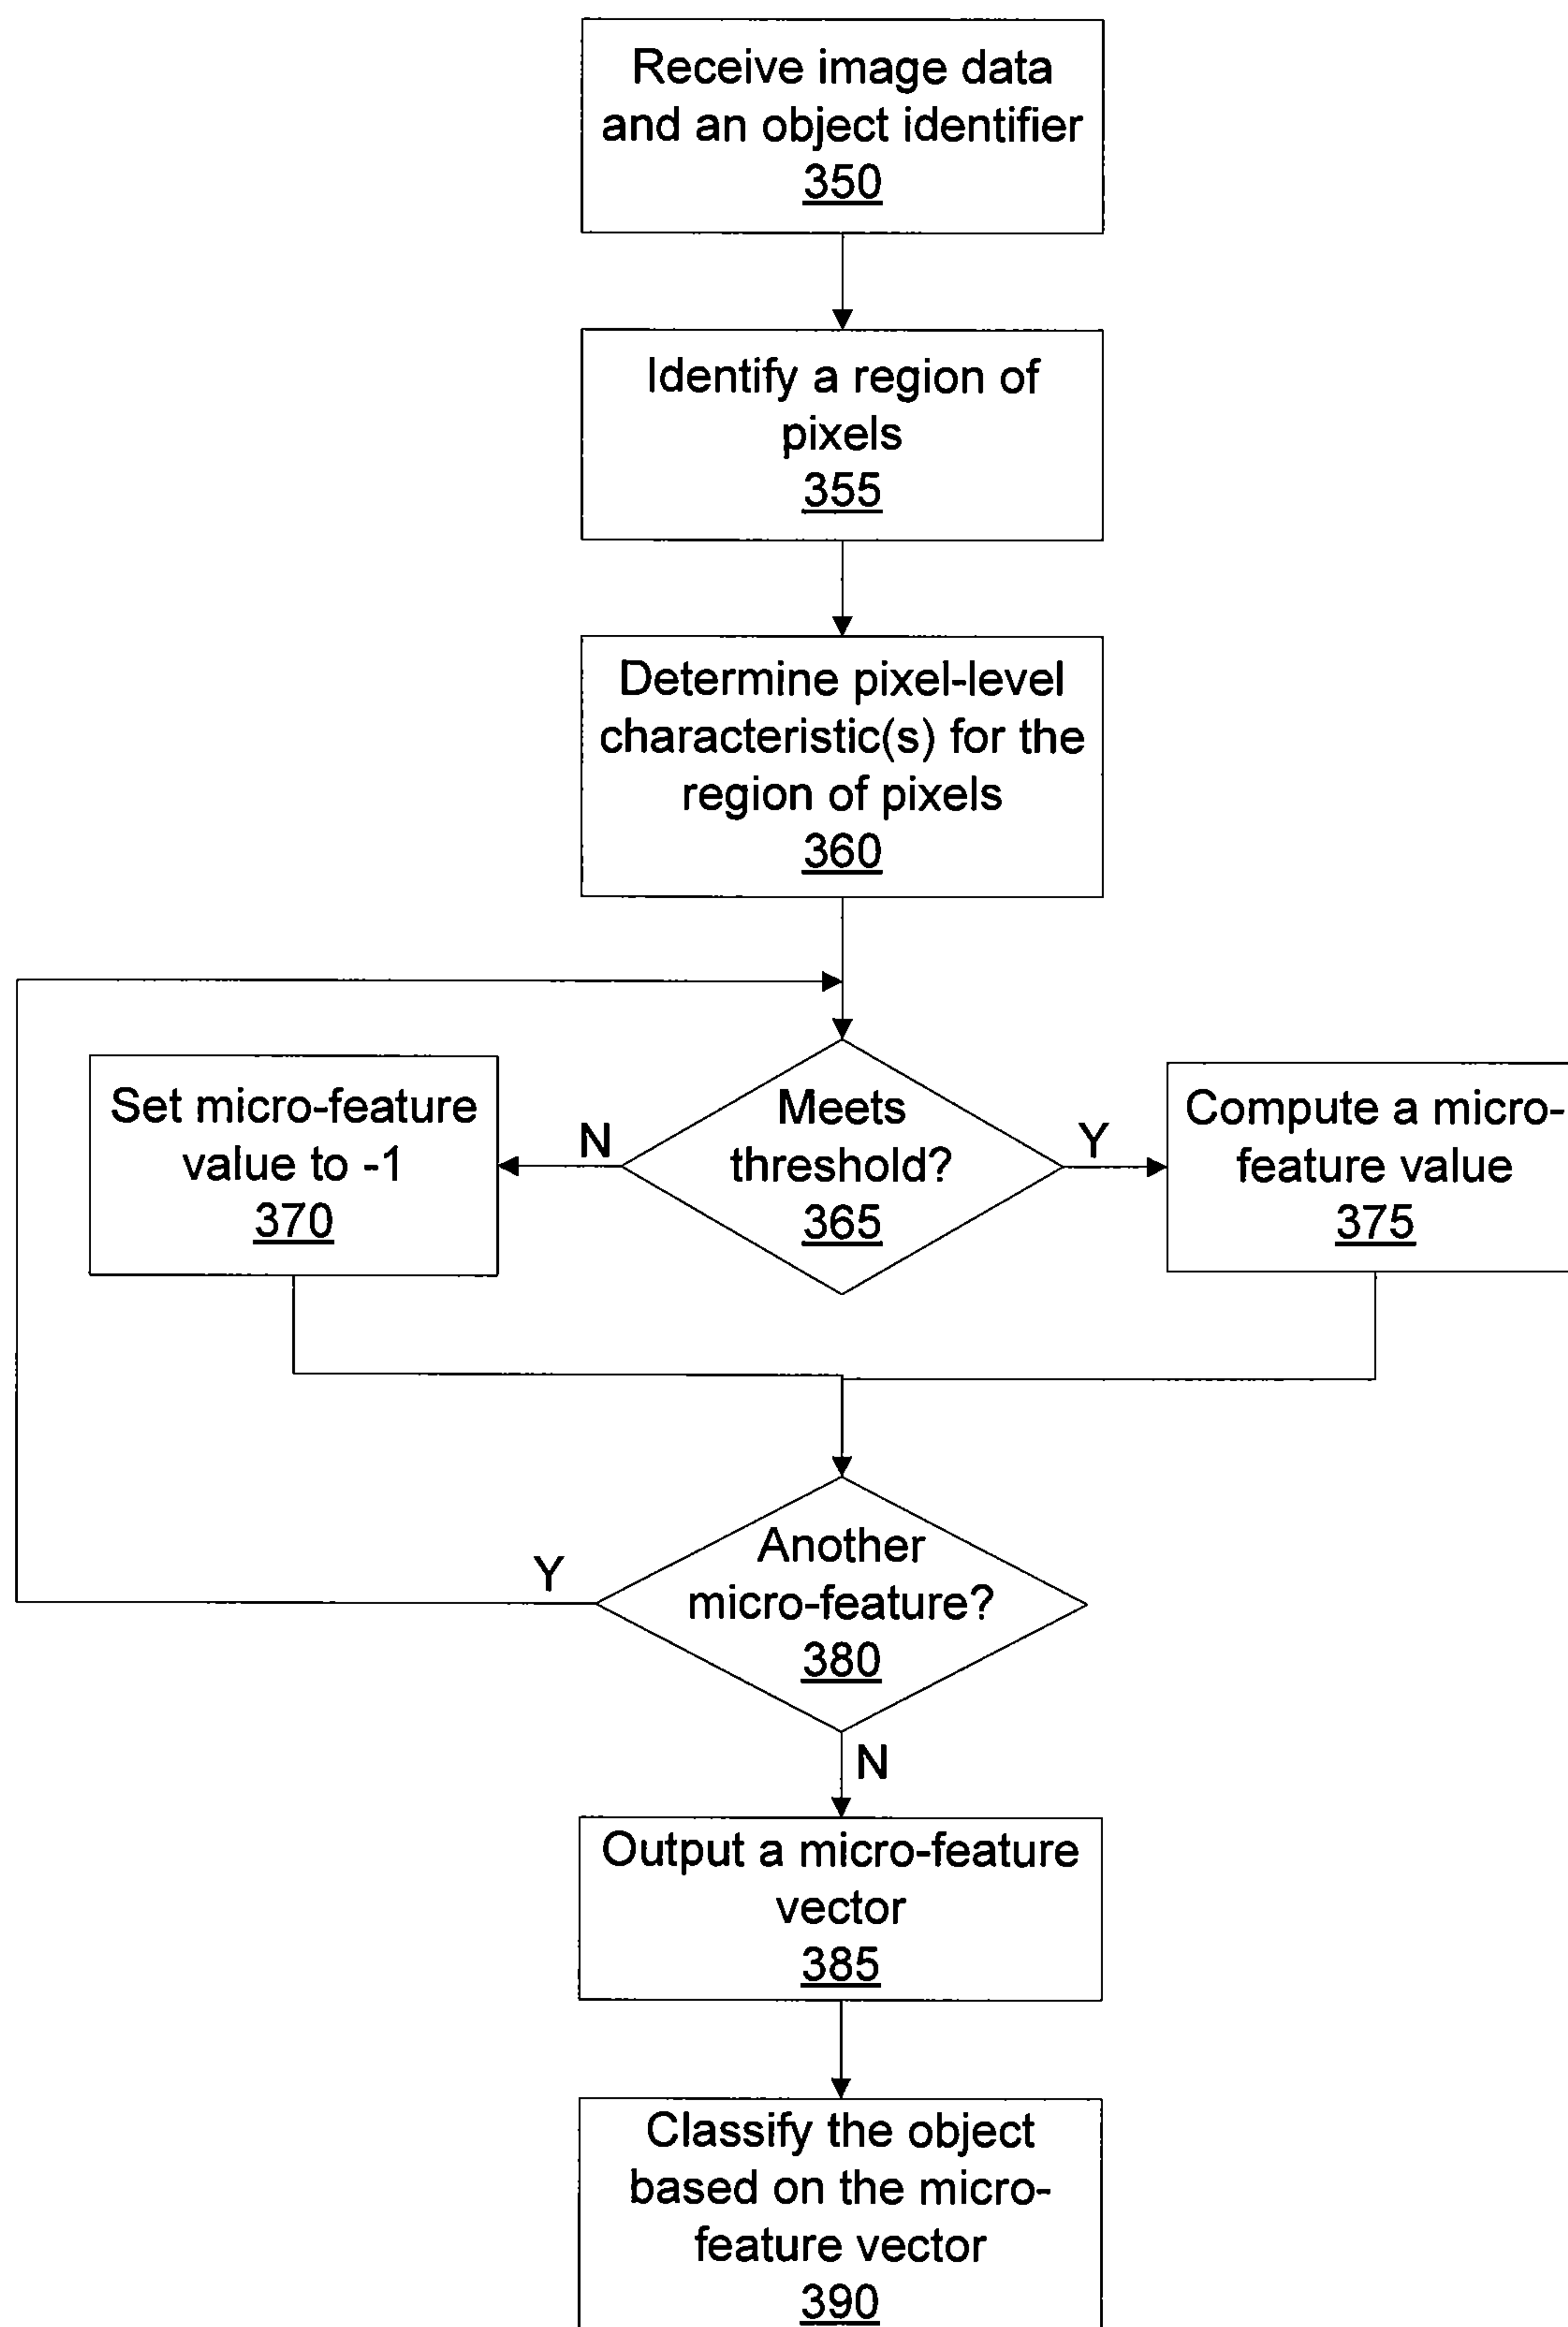 Receive image data
and an object identifier
350
Identify a region of
pixels
355
Determine pixel-level
characteristic(s) for the
region of pixels
360
Set micro-feature
value to -1
370
N
Meets
threshold?
365
Y
Compute a micro-
feature value
375
Y
Another
micro-feature?
380
N
Output a micro-feature
vector
385
Classify the object
based on the micro-
feature vector
390